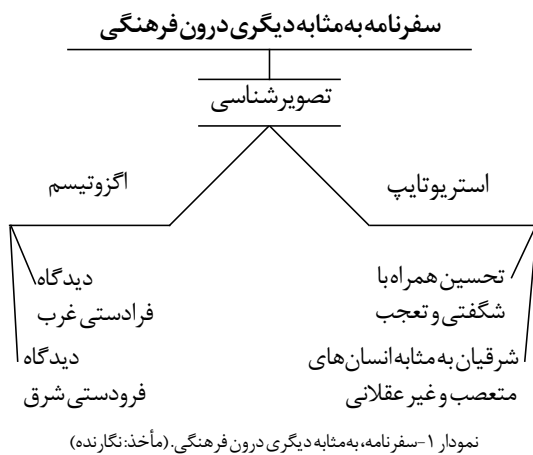 سفرنامه به‌مثابه دیگری درون فرهنگی
تصویرشناسی
استریوتایپ
اگزوتیسم
تحسین همراه با
شگفتی و تعجب
شرقیان به مثابه انسان‌های
متعصب و غیر عقلانی
دیدگاه
فرادستی غرب
دیدگاه
فرودستی شرق
نمودار ۱-سفرنامه، به‌مثابه دیگری درون فرهنگی. (مأخذ: نگارنده)